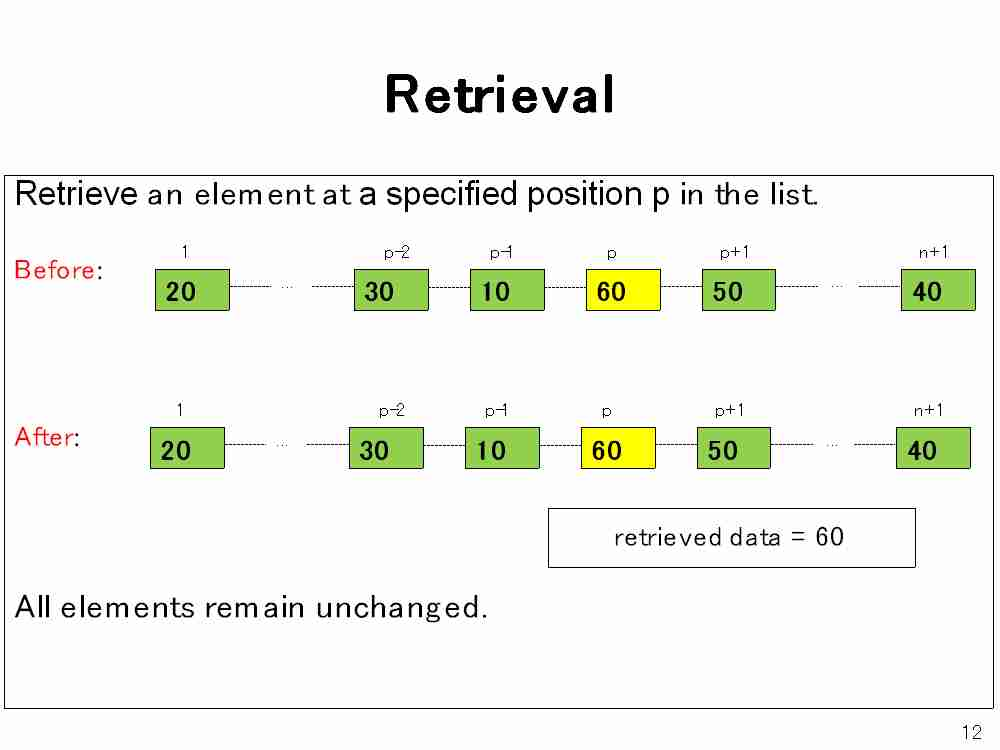 Retrieval
Retrieve an element at a specified position p in the list.
1 p-2 p-1 p p+1 n+1
Before:
20 ... 30 10 60 50 ... 40
1 p-2 p-1 p p+1 n+1
After:
20 ... 30 10 60 50 ... 40
retrieved data = 60
All elements remain unchanged.
12